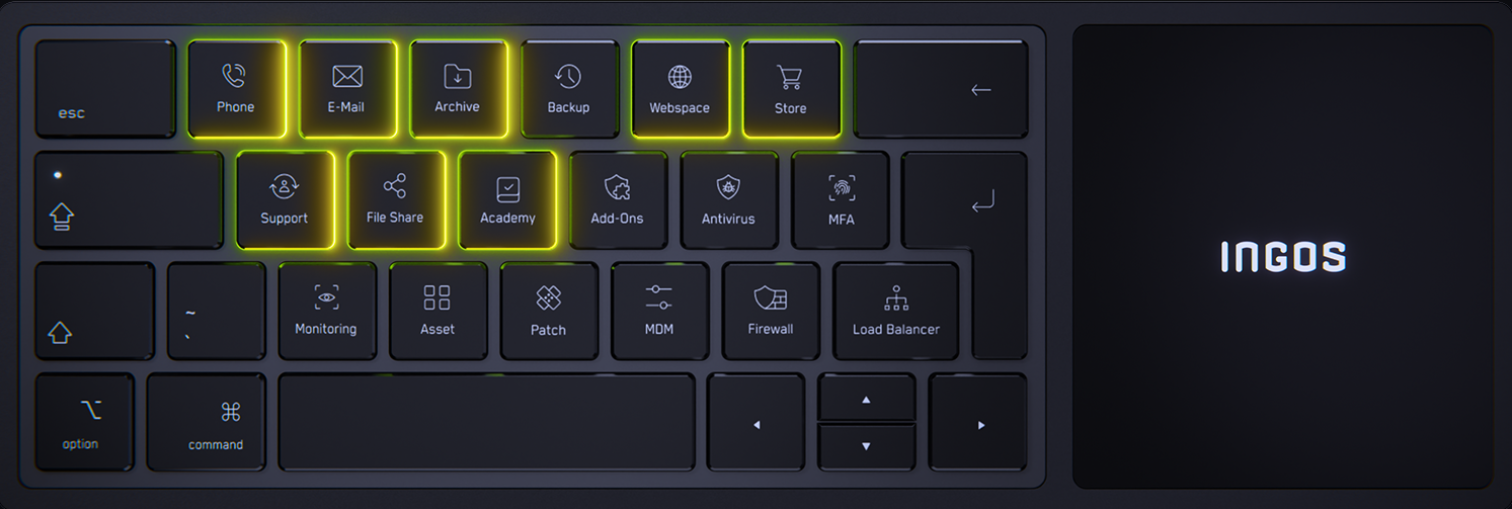 esc
Phone
E-Mail
Archive
Backup
Webspace
Store
Support
File Share
Academy
Add-Ons
Antivirus
MFA
~
`
Monitoring
Asset
Patch
MDM
Firewall
Load Balancer
option
command
INGOS